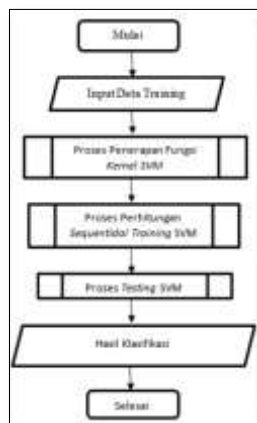 Mulai
Input Data Training
Proses Penerapan Fungsi
Kernel SVM
Proses Perhitungan
Sequentidal Training SVM
Proses Testing SVM
Hasil Klasifikasi
Selesai